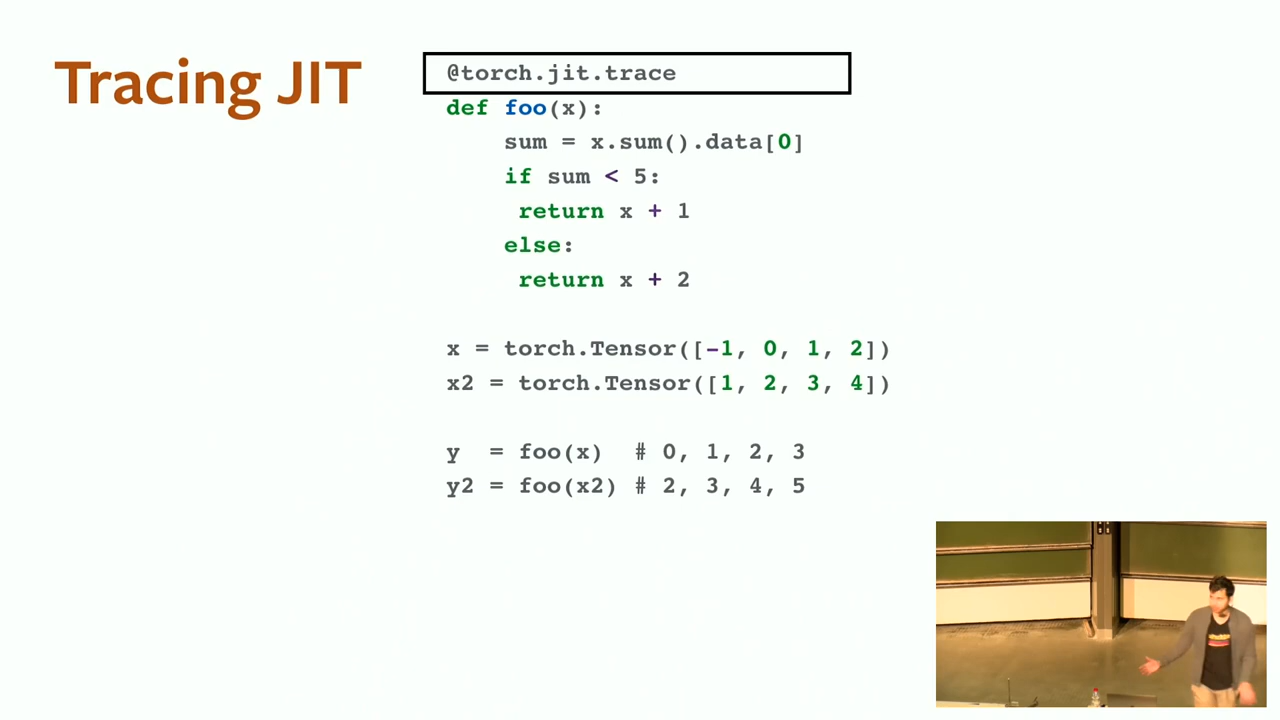 Tracing JIT
@torch.jit.trace
def foo(x):
    sum = x.sum().data[0]
    if sum < 5:
     return x + 1
    else:
     return x + 2
x = torch.Tensor([-1, 0, 1, 2])
x2 = torch.Tensor([1, 2, 3, 4])
y  = foo(x)  # 0, 1, 2, 3
y2 = foo(x2) # 2, 3, 4, 5